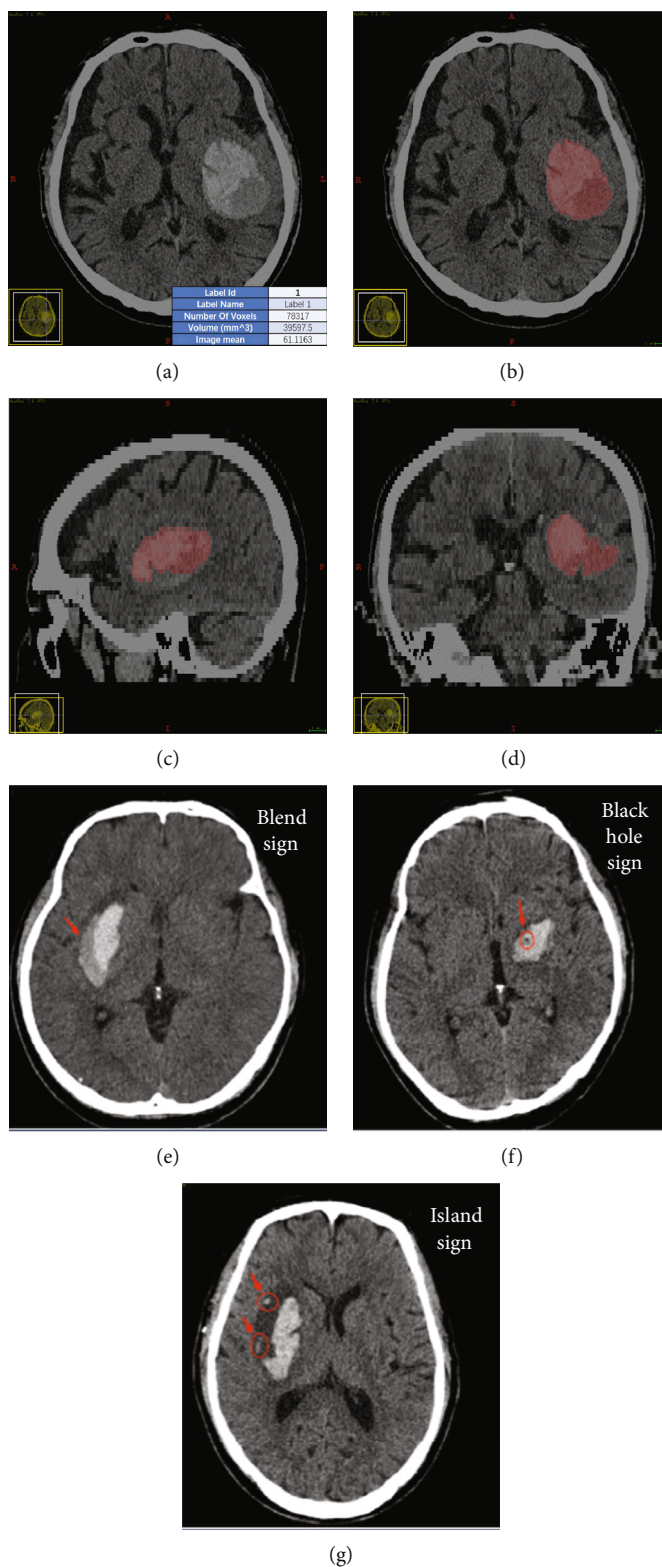 A
A
R
L
R
Label Id 1
Label Name Label 1
Number Of Voxels 78317
Volume (mm^3) 39597.5
Image mean 61.1163
P
P
(a)
(b)
S
S
A
P
R
I
I
(c)
(d)
Blend
sign
Black
hole
sign
(e)
(f)
Island
sign
(g)